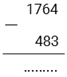 1764
—
483
.........